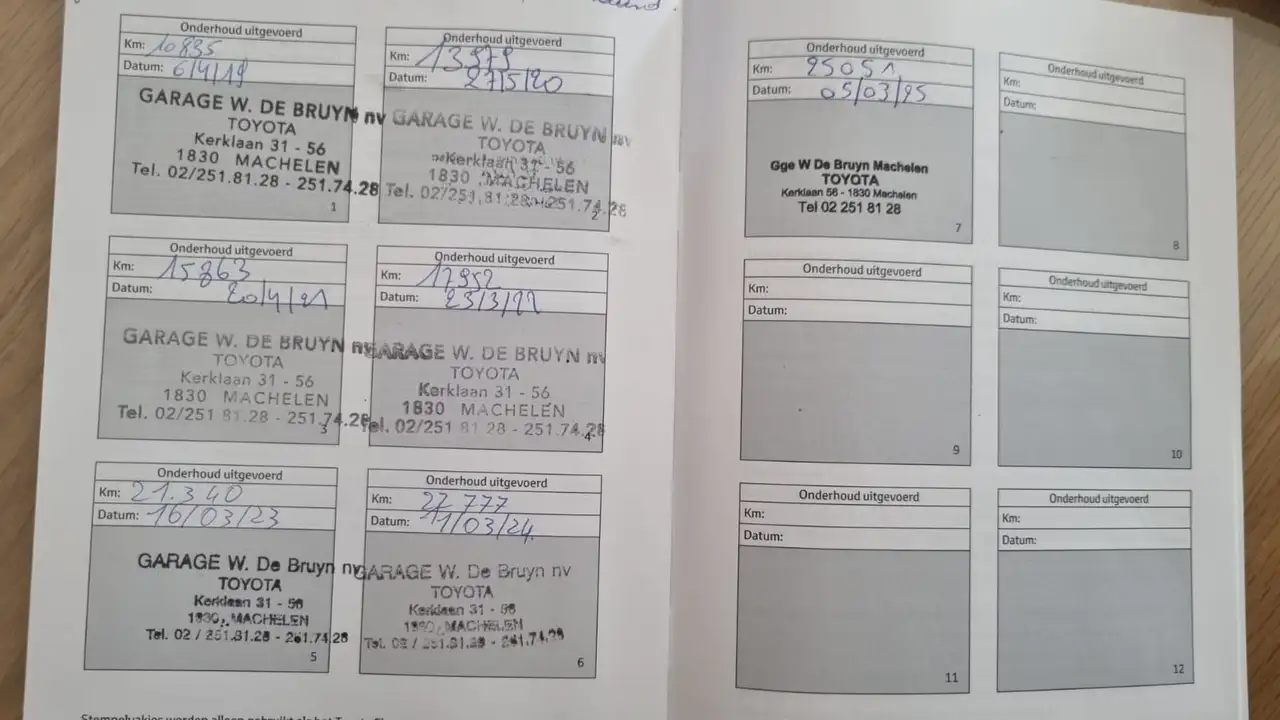 Onderhoud uitgevoerd
Km: 10835
Datum: 6/4/19
GARAGE W. DE BRUYN nv
TOYOTA
Kerklaan 31 - 56
1830 MACHELEN
Tel. 02/251.81.28 - 251.74.28
1
Onderhoud uitgevoerd
Km: 13979
Datum: 27/5/20
GARAGE W. DE BRUYN nv
TOYOTA
Kerklaan 31 - 56
1830 MACHELEN
Tel. 02/251.81.28 - 251.74.28
2
Onderhoud uitgevoerd
Km: 15863
Datum: 20/4/21
GARAGE W. DE BRUYN nv
TOYOTA
Kerklaan 31 - 56
1830 MACHELEN
Tel. 02/251 81.28 - 251.74.28
3
Onderhoud uitgevoerd
Km: 17952
Datum: 23/3/22
GARAGE W. DE BRUYN nv
TOYOTA
Kerklaan 31 - 56
1830 MACHELEN
Tel. 02/251 81 28 - 251.74.28
4
Onderhoud uitgevoerd
Km: 21.340
Datum: 16/03/23
GARAGE W. De Bruyn nv
TOYOTA
Kerklaan 31 - 56
1830 MACHELEN
Tel. 02 / 251.81.28 - 251.74.28
5
Onderhoud uitgevoerd
Km: 22 777
Datum: 11/03/24
GARAGE W. De Bruyn nv
TOYOTA
Kerklaan 31 - 56
1830 MACHELEN
Tel. 02 / 251.81.28 - 251.74.28
6
Onderhoud uitgevoerd
Km: 25051
Datum: 05/03/25
Gge W De Bruyn Machelen
TOYOTA
Kerklaan 56 - 1830 Machelen
Tel 02 251 81 28
7
Onderhoud uitgevoerd
Km:
Datum:
8
Onderhoud uitgevoerd
Km:
Datum:
9
Onderhoud uitgevoerd
Km:
Datum:
10
Onderhoud uitgevoerd
Km:
Datum:
11
Onderhoud uitgevoerd
Km:
Datum:
12